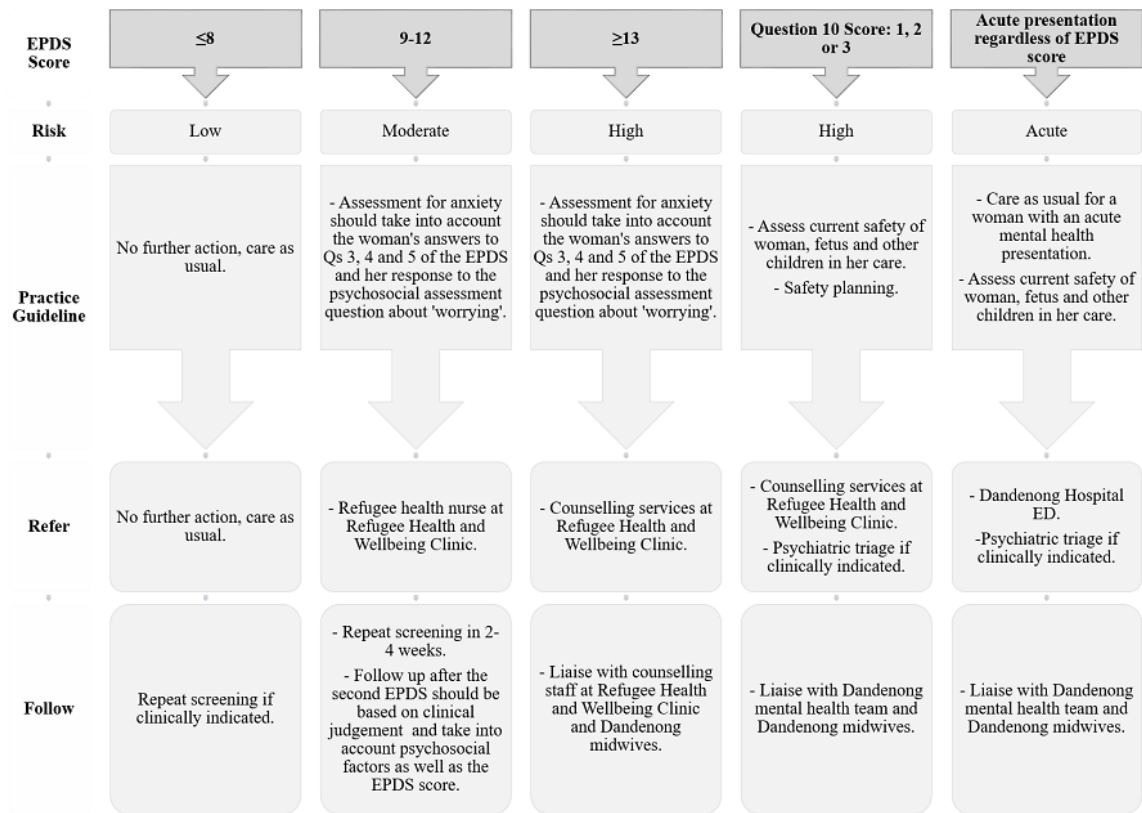 EPDS
Score
≤8
9-12
≥13
Question 10 Score: 1, 2
or 3
Acute presentation
regardless of EPDS
score
Risk
Low
Moderate
High
High
Acute
Practice
Guideline
No further action, care as
usual.
- Assessment for anxiety
should take into account
the woman's answers to
Qs 3, 4 and 5 of the EPDS
and her response to the
psychosocial assessment
question about 'worrying'.
- Assessment for anxiety
should take into account
the woman's answers to
Qs 3, 4 and 5 of the EPDS
and her response to the
psychosocial assessment
question about 'worrying'.
- Assess current safety of
woman, fetus and other
children in her care.
- Safety planning.
- Care as usual for a
woman with an acute
mental health
presentation.
- Assess current safety of
woman, fetus and other
children in her care.
Refer
No further action, care as
usual.
- Refugee health nurse at
Refugee Health and
Wellbeing Clinic.
- Counselling services at
Refugee Health and
Wellbeing Clinic.
- Counselling services at
Refugee Health and
Wellbeing Clinic.
- Psychiatric triage if
clinically indicated.
- Dandenong Hospital
ED.
-Psychiatric triage if
clinically indicated.
Follow
Repeat screening if
clinically indicated.
- Repeat screening in 2-
4 weeks.
- Follow up after the
second EPDS should be
based on clinical
judgement and take into
account psychosocial
factors as well as the
EPDS score.
- Liaise with counselling
staff at Refugee Health
and Wellbeing Clinic
and Dandenong
midwives.
- Liaise with Dandenong
mental health team and
Dandenong midwives.
- Liaise with Dandenong
mental health team and
Dandenong midwives.